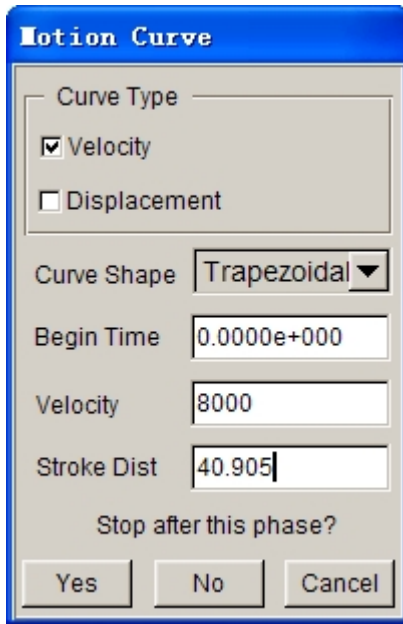 Motion Curve
Curve Type
Velocity
Displacement
Curve Shape Trapezoidal
Begin Time 0.0000e+000
Velocity 8000
Stroke Dist 40.905
Stop after this phase?
Yes No Cancel